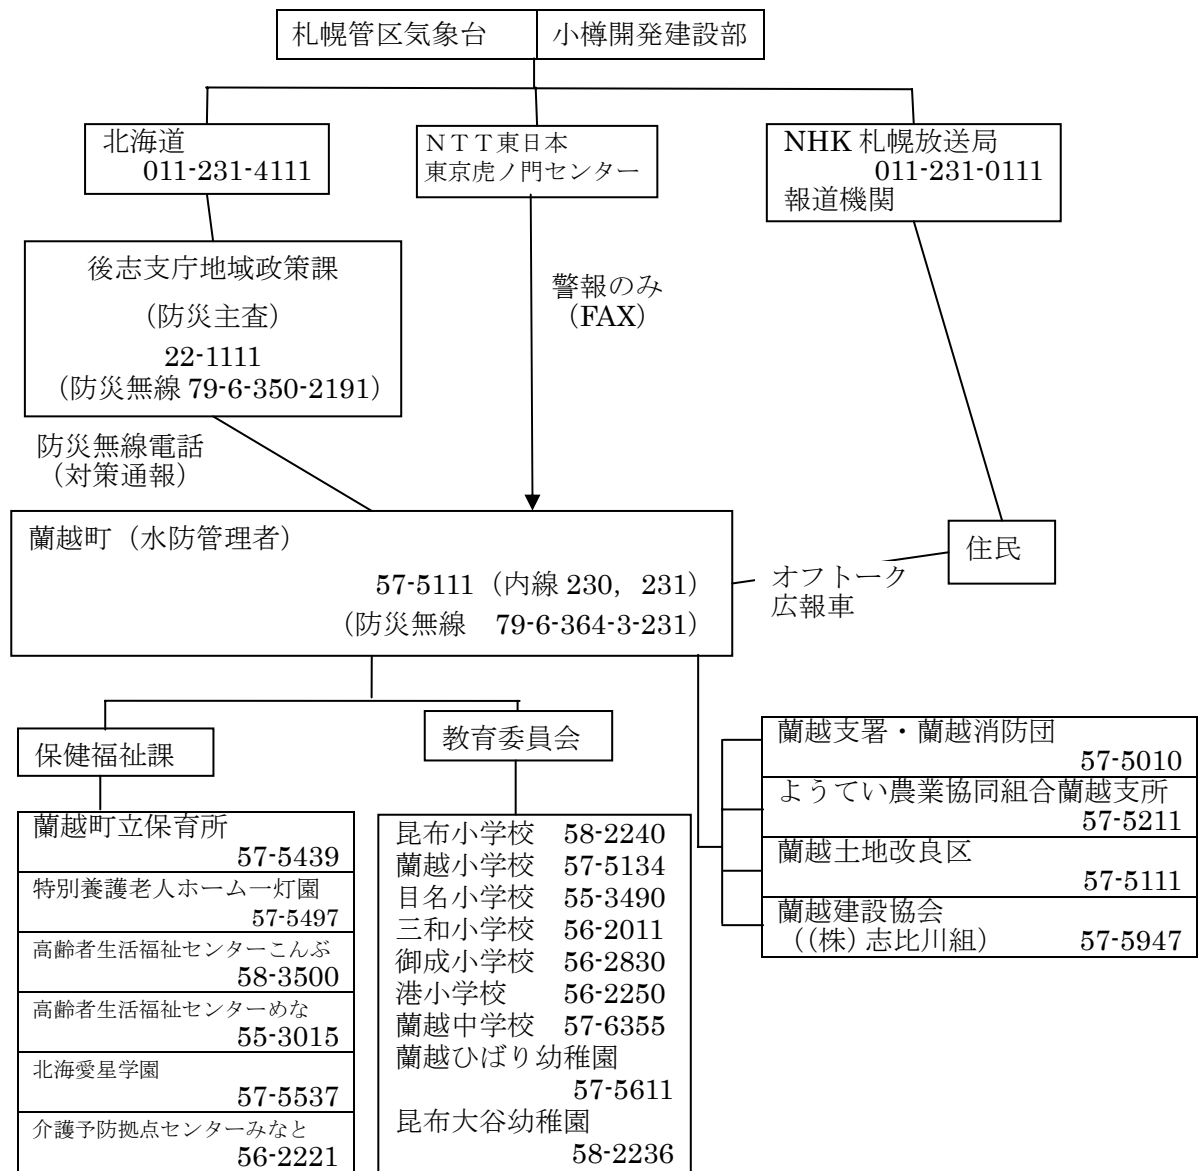 札幌管区気象台
小樽開発建設部
北海道
011-231-4111
ＮＴＴ東日本
東京虎ノ門センター
NHK 札幌放送局
011-231-0111
報道機関
後志支庁地域政策課
（防災主査）
22-1111
（防災無線 79-6-350-2191）
警報のみ
（FAX）
防災無線電話
（対策通報）
蘭越町（水防管理者）
57-5111（内線 230，231）
（防災無線　79-6-364-3-231）
住民
オフトーク
広報車
保健福祉課
教育委員会
蘭越町立保育所
57-5439
特別養護老人ホーム一灯園
57-5497
高齢者生活福祉センターこんぶ
58-3500
高齢者生活福祉センターめな
55-3015
北海愛星学園
57-5537
介護予防拠点センターみなと
56-2221
昆布小学校　58-2240
蘭越小学校　57-5134
目名小学校　55-3490
三和小学校　56-2011
御成小学校　56-2830
港小学校　56-2250
蘭越中学校　57-6355
蘭越ひばり幼稚園
57-5611
昆布大谷幼稚園
58-2236
蘭越支署・蘭越消防団
57-5010
ようてい農業協同組合蘭越支所
57-5211
蘭越土地改良区
57-5111
蘭越建設協会
（(株) 志比川組）　57-5947